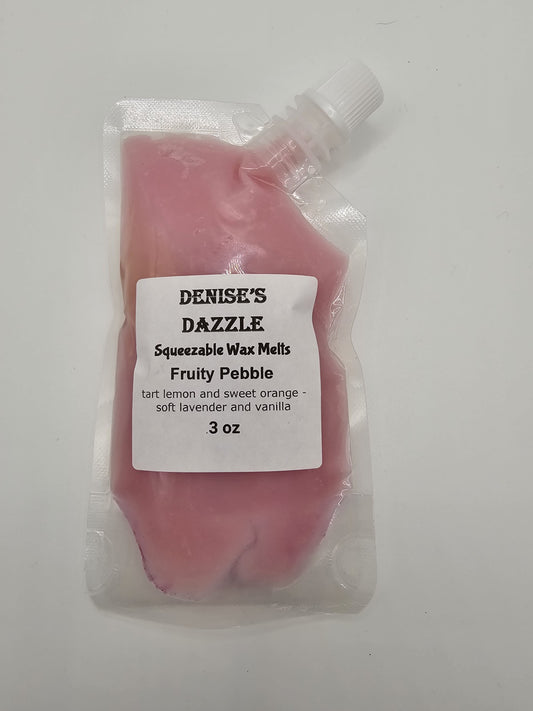 DENISE'S
DAZZLE
Squeezable Wax Melts
Fruity Pebble
tart lemon and sweet orange -
soft lavender and vanilla
.3 oz